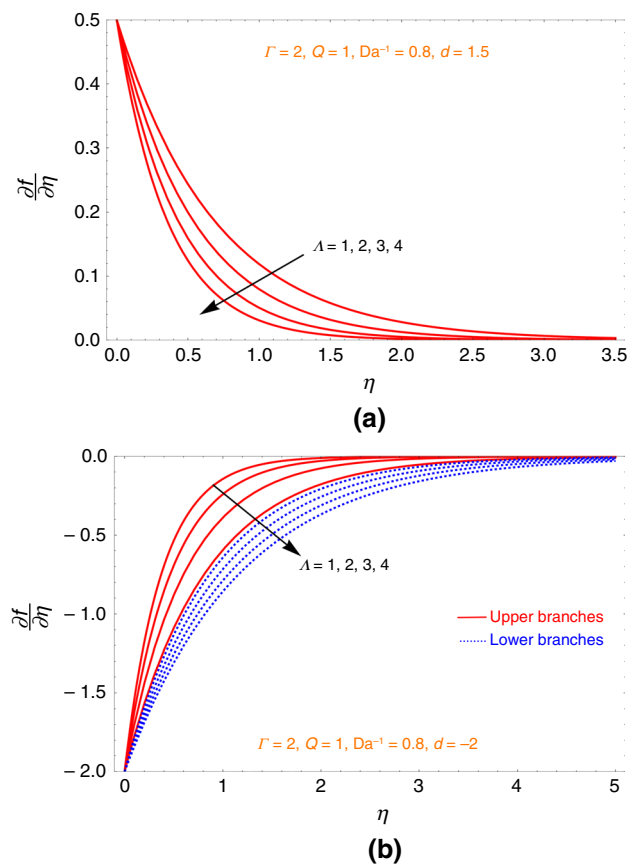 0.5
0.4
0.3
0.2
0.1
0.0
∂f/∂η
Γ = 2, Q = 1, Da⁻¹ = 0.8, d = 1.5
Λ = 1, 2, 3, 4
0.0 0.5 1.0 1.5 2.0 2.5 3.0 3.5
η
(a)
0.0
−0.5
−1.0
−1.5
−2.0
∂f/∂η
Λ = 1, 2, 3, 4
Upper branches
Lower branches
Γ = 2, Q = 1, Da⁻¹ = 0.8, d = −2
0 1 2 3 4 5
η
(b)